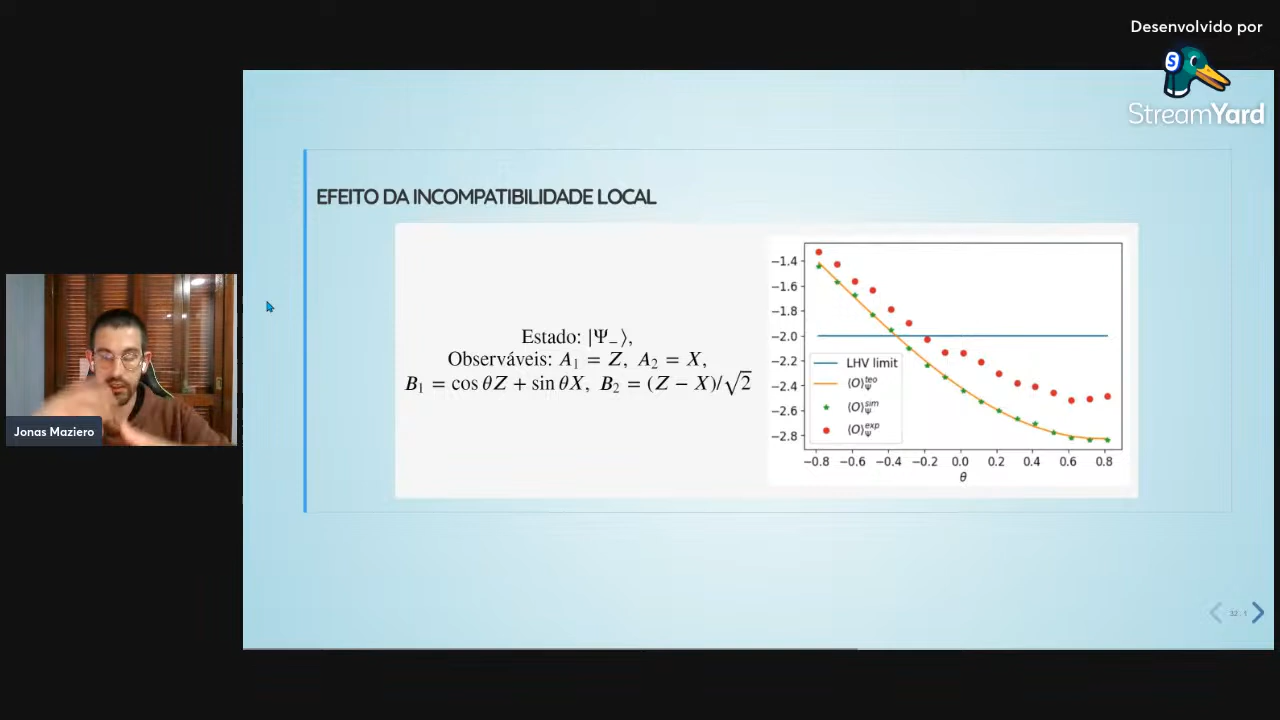 Desenvolvido por
StreamYard
EFEITO DA INCOMPATIBILIDADE LOCAL
Estado: |Ψ₋⟩,
Observáveis: A₁ = Z, A₂ = X,
B₁ = cos θZ + sin θX, B₂ = (Z − X)/√2
−1.4
−1.6
−1.8
−2.0
−2.2
−2.4
−2.6
−2.8
LHV limit
⟨O⟩Ψ^teo
⟨O⟩Ψ^sim
⟨O⟩Ψ^exp
−0.8 −0.6 −0.4 −0.2 0.0 0.2 0.4 0.6 0.8
θ
Jonas Maziero